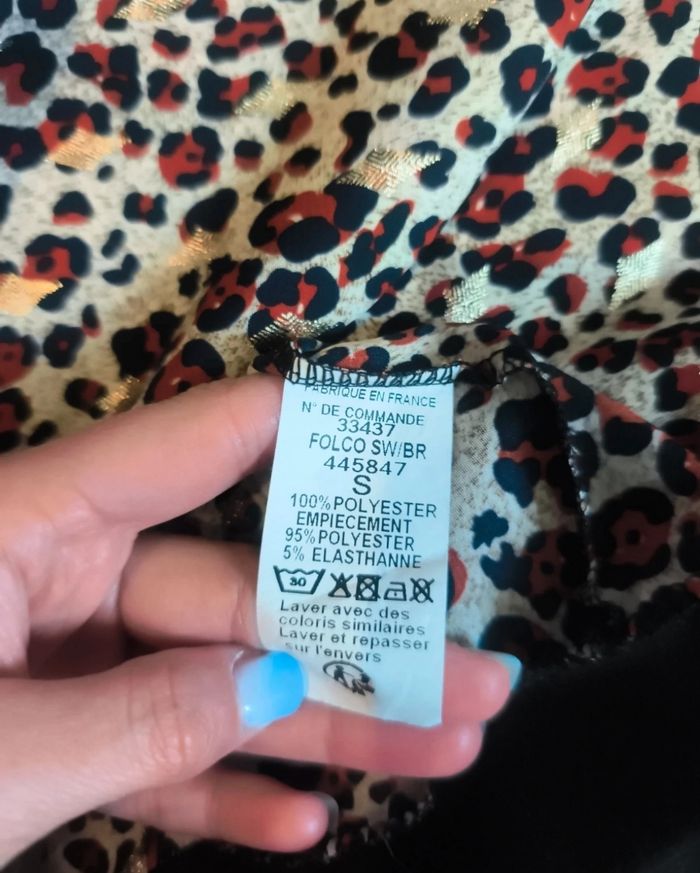 FABRIQUE EN FRANCE
N° DE COMMANDE
33437
FOLCO SW/BR
445847
S
100%POLYESTER
EMPIECEMENT
95%POLYESTER
5% ELASTHANNE
30
Laver avec des
coloris similaires
Laver et repasser
sur l'envers